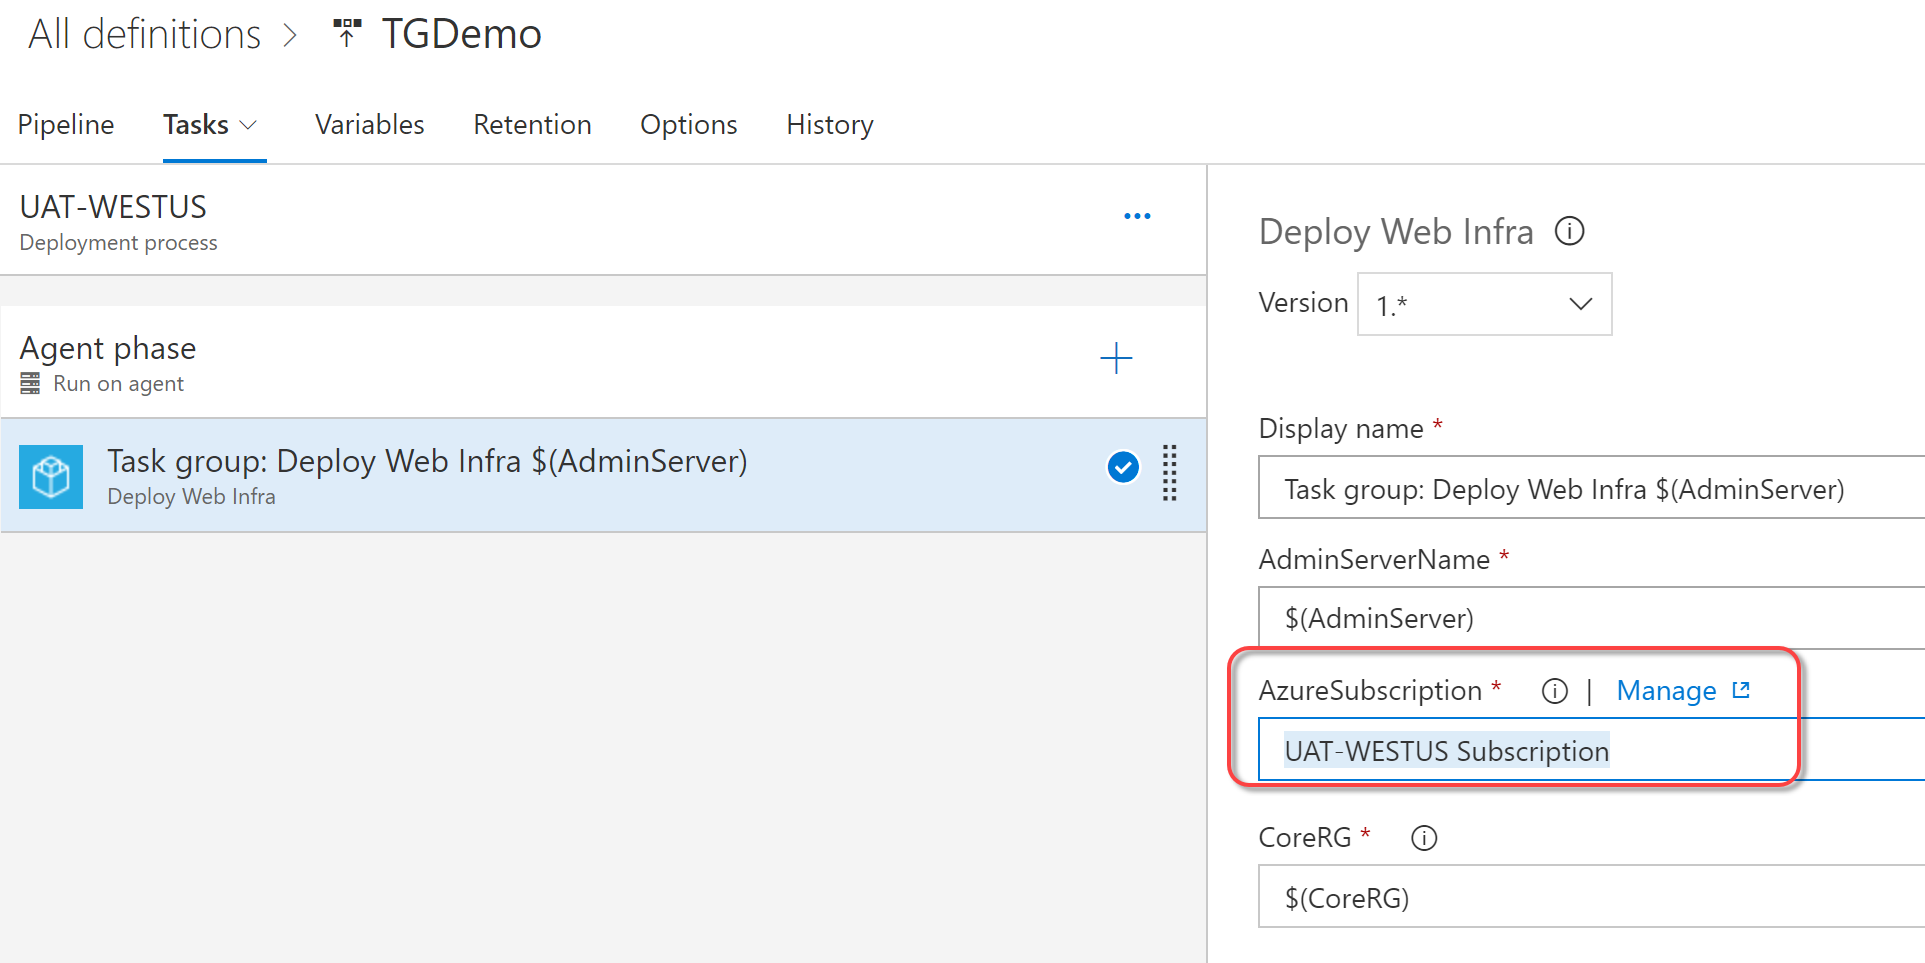 All definitions > TGDemo
Pipeline Tasks Variables Retention Options History
UAT-WESTUS
Deployment process
Agent phase
Run on agent
Task group: Deploy Web Infra $(AdminServer)
Deploy Web Infra
Deploy Web Infra
Version 1.*
Display name *
Task group: Deploy Web Infra $(AdminServer)
AdminServerName *
$(AdminServer)
AzureSubscription * | Manage
UAT-WESTUS Subscription
CoreRG *
$(CoreRG)